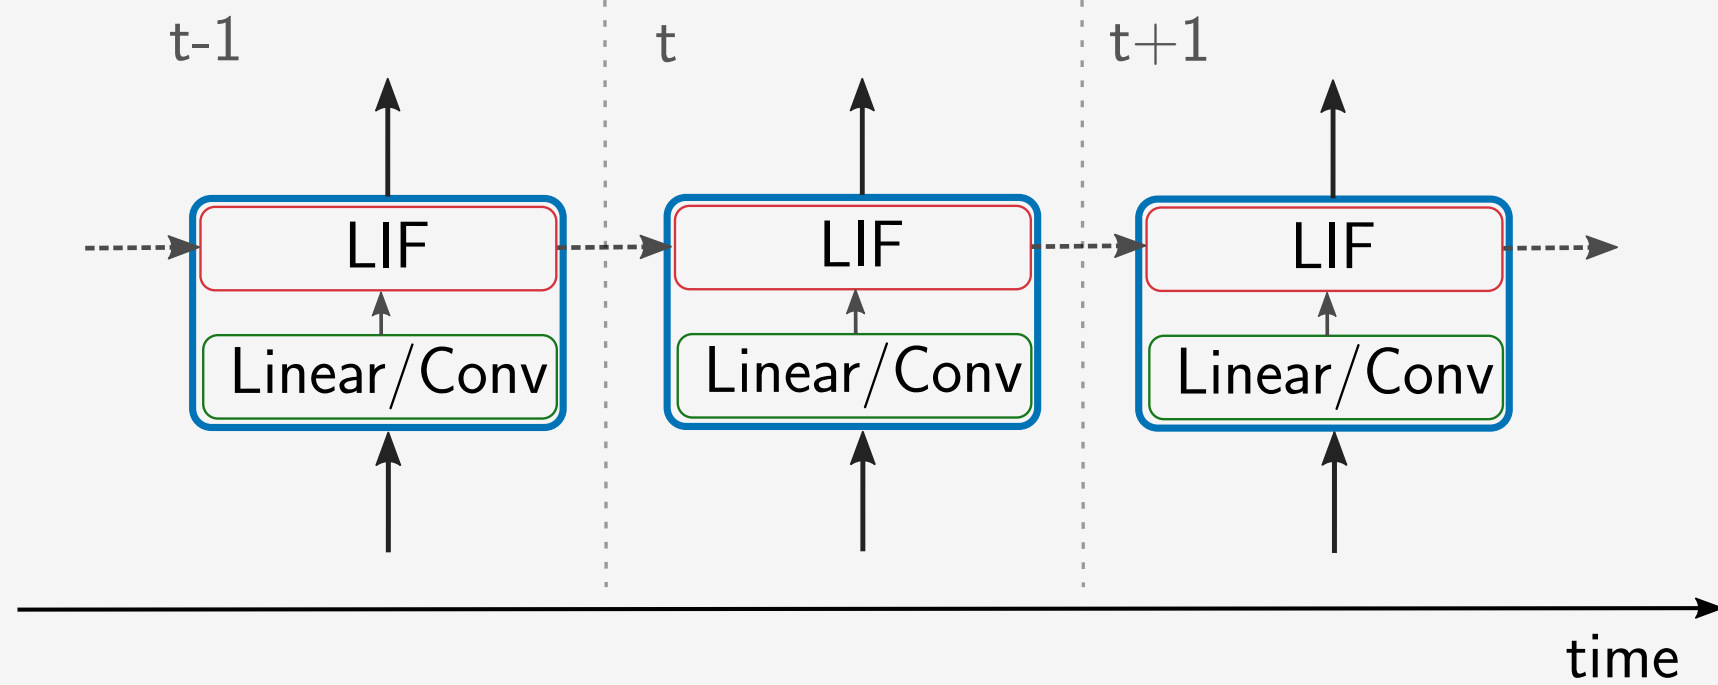 t-1
t
t+1
LIF
LIF
LIF
Linear/Conv
Linear/Conv
Linear/Conv
time